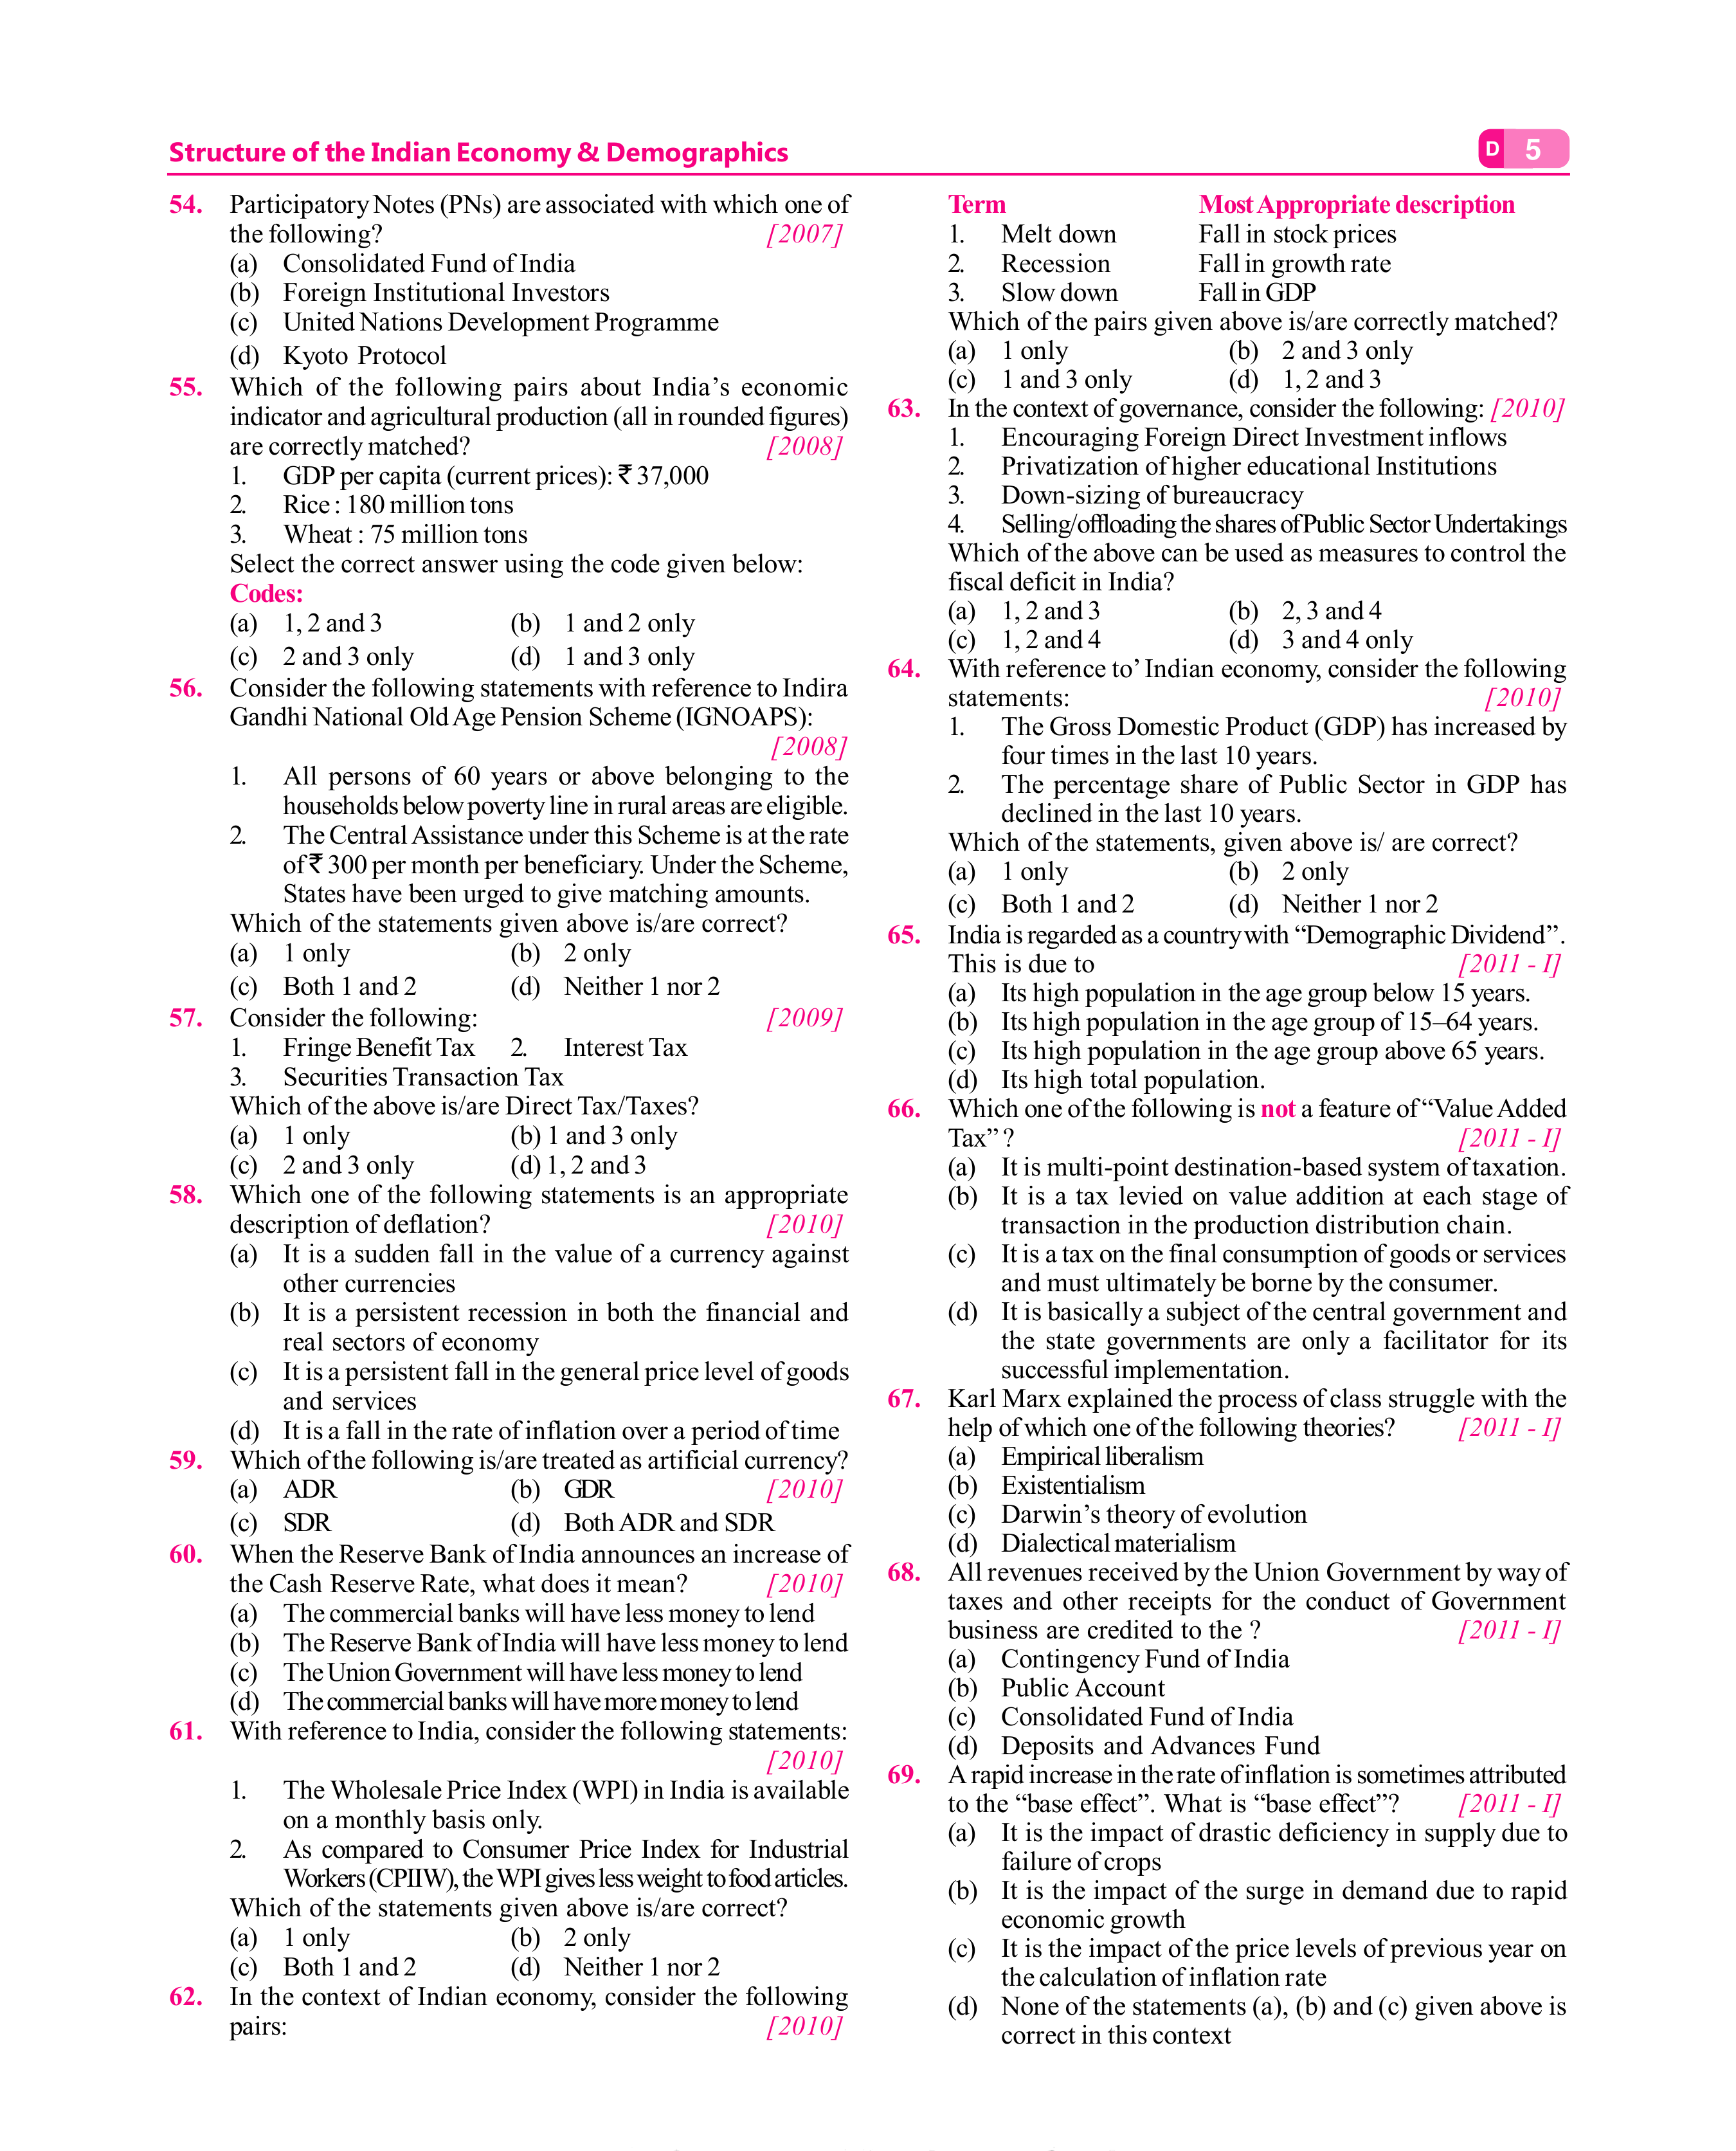 Structure of the Indian Economy & Demographics
D 5
54. Participatory Notes (PNs) are associated with which one of
the following? [2007]
(a) Consolidated Fund of India
(b) Foreign Institutional Investors
(c) United Nations Development Programme
(d) Kyoto Protocol
55. Which of the following pairs about India’s economic
indicator and agricultural production (all in rounded figures)
are correctly matched? [2008]
1. GDP per capita (current prices): ₹ 37,000
2. Rice : 180 million tons
3. Wheat : 75 million tons
Select the correct answer using the code given below:
Codes:
(a) 1, 2 and 3 (b) 1 and 2 only
(c) 2 and 3 only (d) 1 and 3 only
56. Consider the following statements with reference to Indira
Gandhi National Old Age Pension Scheme (IGNOAPS):
[2008]
1. All persons of 60 years or above belonging to the
households below poverty line in rural areas are eligible.
2. The Central Assistance under this Scheme is at the rate
of ₹ 300 per month per beneficiary. Under the Scheme,
States have been urged to give matching amounts.
Which of the statements given above is/are correct?
(a) 1 only (b) 2 only
(c) Both 1 and 2 (d) Neither 1 nor 2
57. Consider the following: [2009]
1. Fringe Benefit Tax 2. Interest Tax
3. Securities Transaction Tax
Which of the above is/are Direct Tax/Taxes?
(a) 1 only (b) 1 and 3 only
(c) 2 and 3 only (d) 1, 2 and 3
58. Which one of the following statements is an appropriate
description of deflation? [2010]
(a) It is a sudden fall in the value of a currency against
other currencies
(b) It is a persistent recession in both the financial and
real sectors of economy
(c) It is a persistent fall in the general price level of goods
and services
(d) It is a fall in the rate of inflation over a period of time
59. Which of the following is/are treated as artificial currency?
(a) ADR (b) GDR [2010]
(c) SDR (d) Both ADR and SDR
60. When the Reserve Bank of India announces an increase of
the Cash Reserve Rate, what does it mean? [2010]
(a) The commercial banks will have less money to lend
(b) The Reserve Bank of India will have less money to lend
(c) The Union Government will have less money to lend
(d) The commercial banks will have more money to lend
61. With reference to India, consider the following statements:
[2010]
1. The Wholesale Price Index (WPI) in India is available
on a monthly basis only.
2. As compared to Consumer Price Index for Industrial
Workers (CPIIW), the WPI gives less weight to food articles.
Which of the statements given above is/are correct?
(a) 1 only (b) 2 only
(c) Both 1 and 2 (d) Neither 1 nor 2
62. In the context of Indian economy, consider the following
pairs: [2010]
Term Most Appropriate description
1. Melt down Fall in stock prices
2. Recession Fall in growth rate
3. Slow down Fall in GDP
Which of the pairs given above is/are correctly matched?
(a) 1 only (b) 2 and 3 only
(c) 1 and 3 only (d) 1, 2 and 3
63. In the context of governance, consider the following: [2010]
1. Encouraging Foreign Direct Investment inflows
2. Privatization of higher educational Institutions
3. Down-sizing of bureaucracy
4. Selling/offloading the shares of Public Sector Undertakings
Which of the above can be used as measures to control the
fiscal deficit in India?
(a) 1, 2 and 3 (b) 2, 3 and 4
(c) 1, 2 and 4 (d) 3 and 4 only
64. With reference to’ Indian economy, consider the following
statements: [2010]
1. The Gross Domestic Product (GDP) has increased by
four times in the last 10 years.
2. The percentage share of Public Sector in GDP has
declined in the last 10 years.
Which of the statements, given above is/ are correct?
(a) 1 only (b) 2 only
(c) Both 1 and 2 (d) Neither 1 nor 2
65. India is regarded as a country with “Demographic Dividend”.
This is due to [2011 - I]
(a) Its high population in the age group below 15 years.
(b) Its high population in the age group of 15–64 years.
(c) Its high population in the age group above 65 years.
(d) Its high total population.
66. Which one of the following is not a feature of “Value Added
Tax” ? [2011 - I]
(a) It is multi-point destination-based system of taxation.
(b) It is a tax levied on value addition at each stage of
transaction in the production distribution chain.
(c) It is a tax on the final consumption of goods or services
and must ultimately be borne by the consumer.
(d) It is basically a subject of the central government and
the state governments are only a facilitator for its
successful implementation.
67. Karl Marx explained the process of class struggle with the
help of which one of the following theories? [2011 - I]
(a) Empirical liberalism
(b) Existentialism
(c) Darwin’s theory of evolution
(d) Dialectical materialism
68. All revenues received by the Union Government by way of
taxes and other receipts for the conduct of Government
business are credited to the ? [2011 - I]
(a) Contingency Fund of India
(b) Public Account
(c) Consolidated Fund of India
(d) Deposits and Advances Fund
69. A rapid increase in the rate of inflation is sometimes attributed
to the “base effect”. What is “base effect”? [2011 - I]
(a) It is the impact of drastic deficiency in supply due to
failure of crops
(b) It is the impact of the surge in demand due to rapid
economic growth
(c) It is the impact of the price levels of previous year on
the calculation of inflation rate
(d) None of the statements (a), (b) and (c) given above is
correct in this context